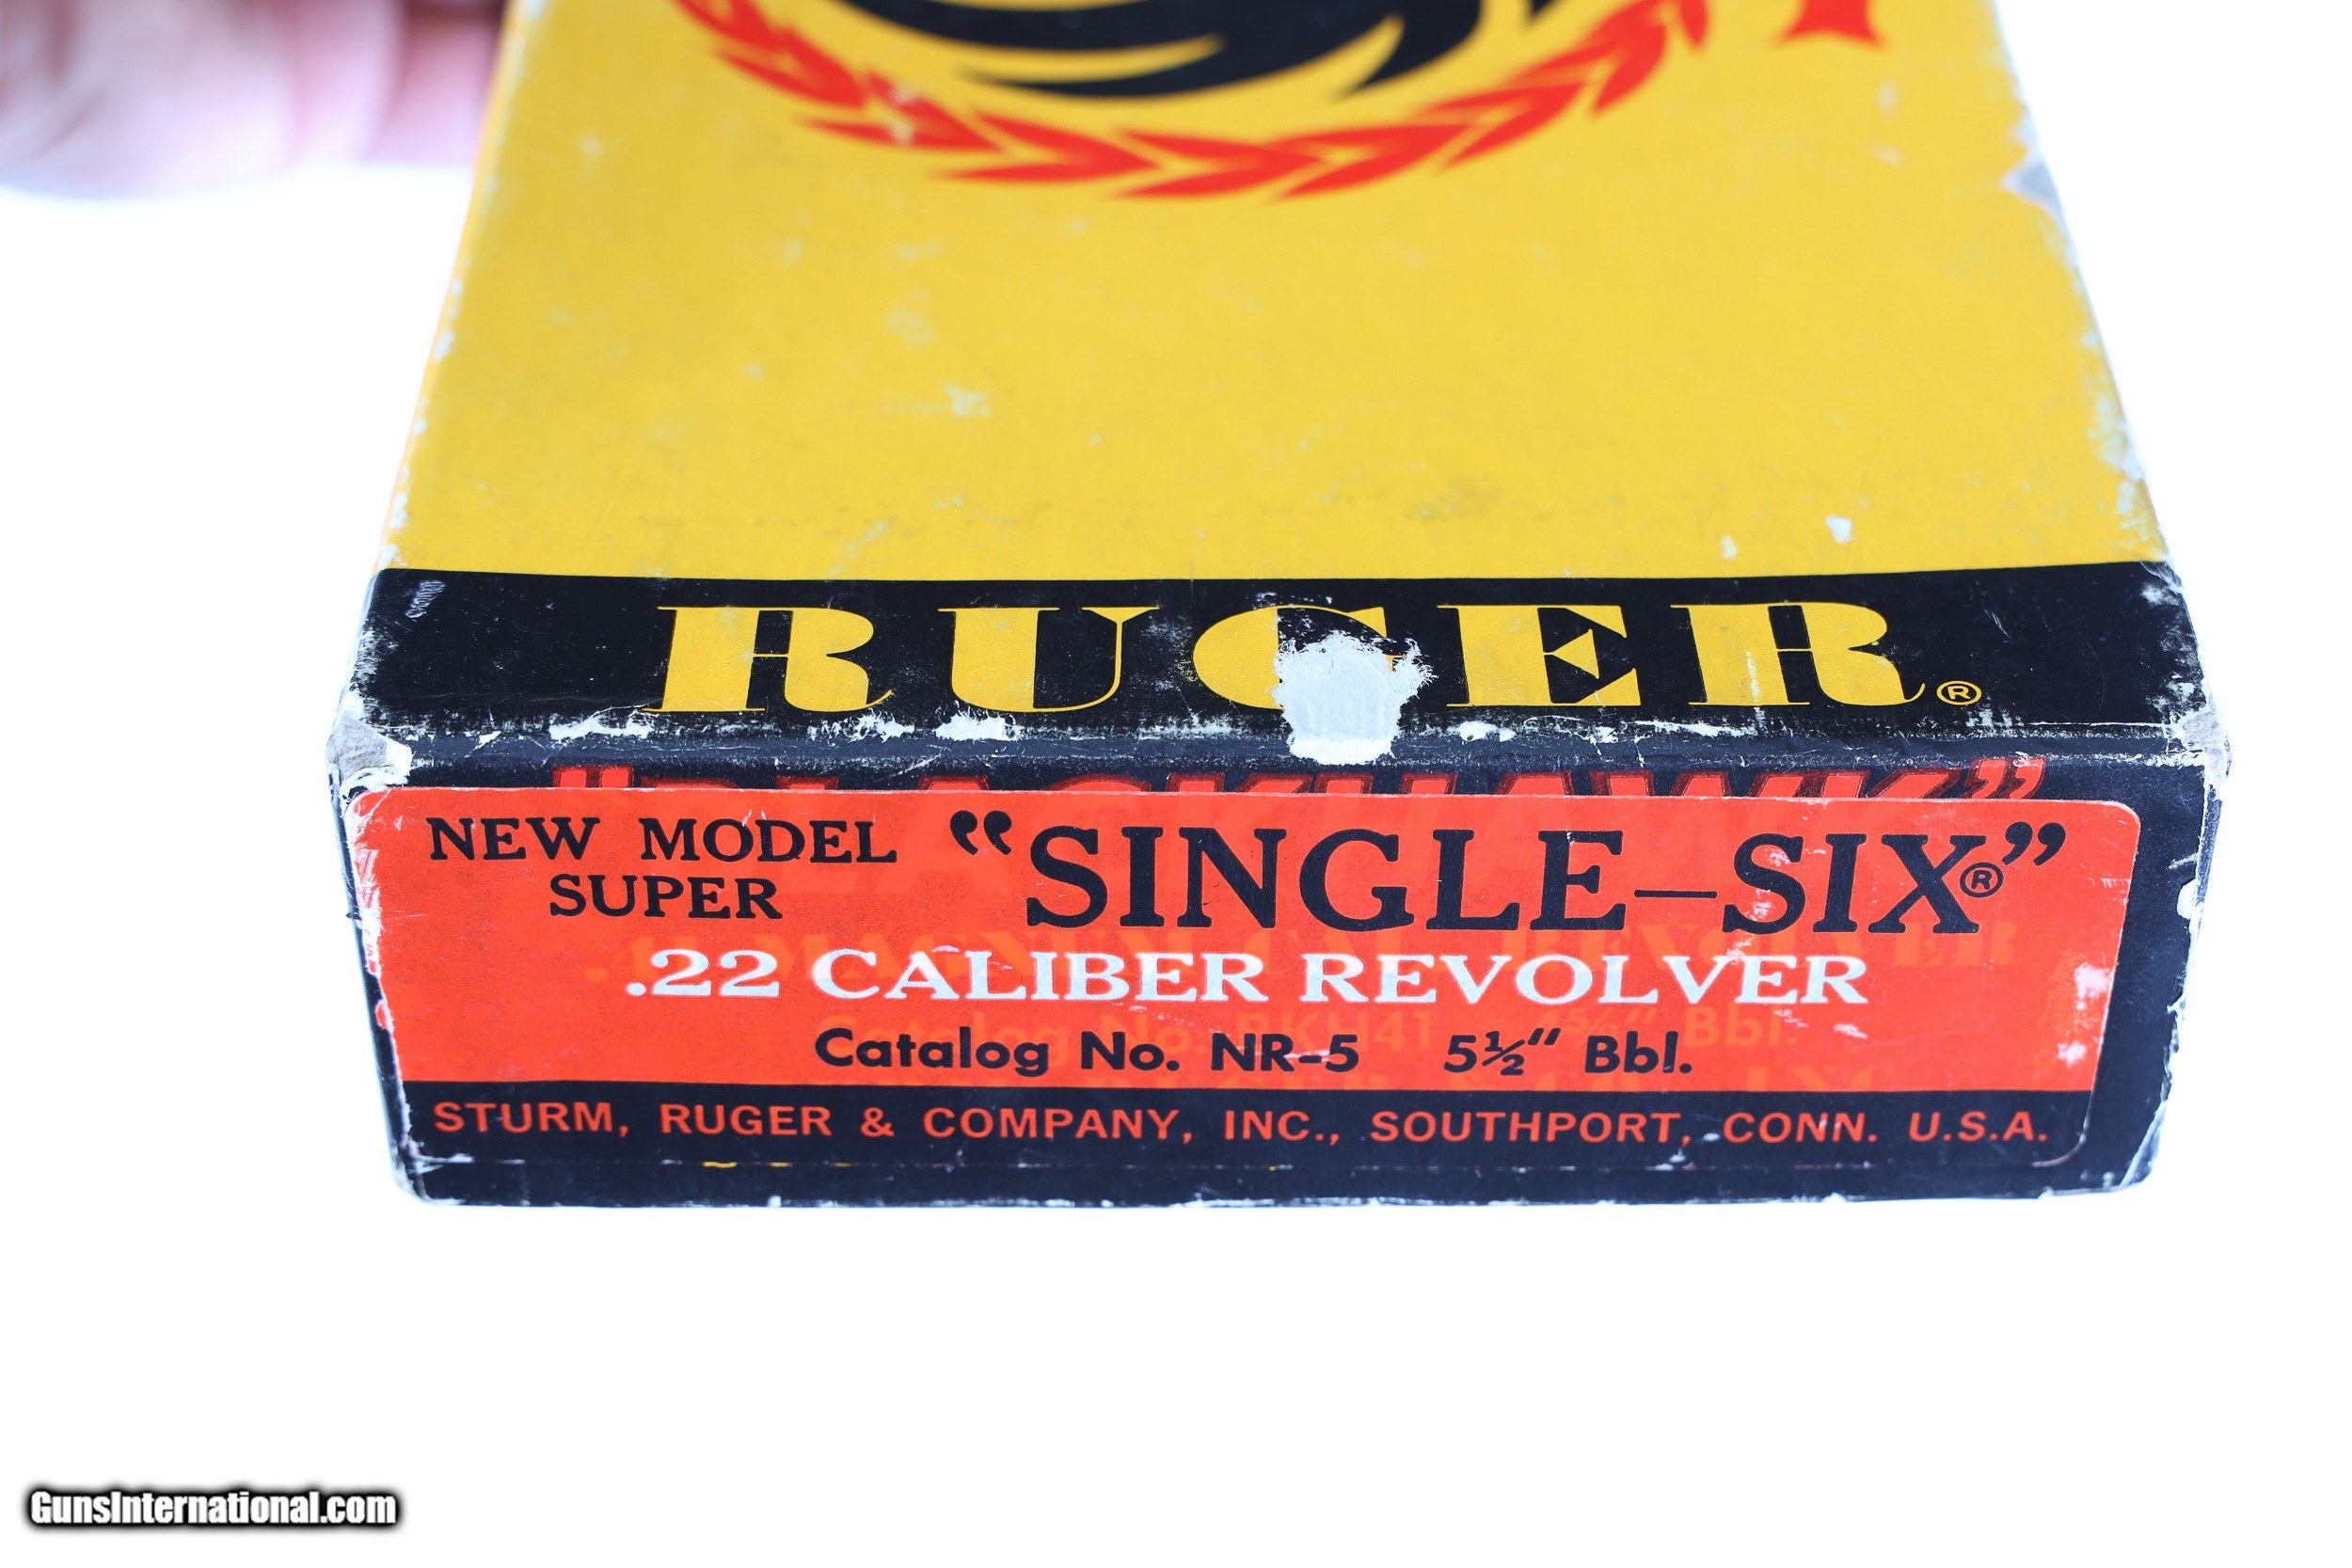 RUGER®
"BLACKHAWK"
NEW MODEL SUPER “SINGLE–SIX®”
.22 CALIBER REVOLVER
Catalog No. NR-5 5½" Bbl.
STURM, RUGER & COMPANY, INC., SOUTHPORT, CONN. U.S.A.
GunsInternational.com